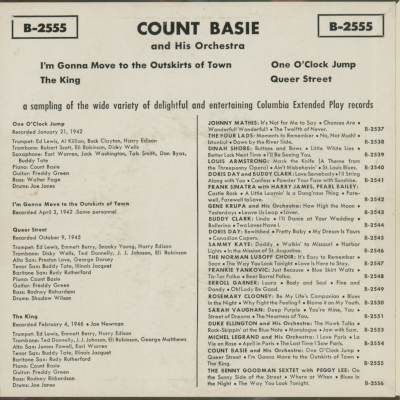 B-2555
COUNT BASIE
B-2555
and His Orchestra
I'm Gonna Move to the Outskirts of Town
One O'Clock Jump
The King
Queer Street
a sampling of the wide variety of delightful and entertaining Columbia Extended Play records
One O'Clock Jump
Recorded January 21, 1942
Trumpet: Ed Lewis, Al Killian, Buck Clayton, Harry Edison
Trombone: Robert Scott, Eli Robinson, Dicky Wells
Saxophone: Earl Warren, Jack Washington, Tab Smith, Don Byas,
Buddy Tate
Piano: Count Basie
Guitar: Freddy Green
Bass: Walter Page
Drums: Joe Jones
I'm Gonna Move to the Outskirts of Town
Recorded April 3, 1942 (Same personnel)
Queer Street
Recorded October 9, 1945
Trumpet: Ed Lewis, Emmett Berry, Snooky Young, Harry Edison
Trombone: Dicky Wells, Ted Donnelly, J. J. Johnson, Eli Robinson
Alto Sax: Preston Love, George Dorsey
Tenor Sax: Buddy Tate, Illinois Jacquet
Baritone Sax: Rudy Rutherford
Piano: Count Basie
Guitar: Freddy Green
Bass: Rodney Richardson
Drums: Shadow Wilson
The King
Recorded February 4, 1946 • Joe Newman
Trumpet: Ed Lewis, Emmett Berry, Harry Edison
Trombone: Ted Donnelly, J. J. Johnson, Eli Robinson, George Matthews
Alto Sax: James Powell, Earl Warren
Tenor Sax: Buddy Tate, Illinois Jacquet
Baritone Sax: Rudy Rutherford
Piano: Count Basie
Guitar: Freddy Green
Bass: Rodney Richardson
Drums: Joe Jones
JOHNNY MATHIS: It's Not for Me to Say • Chances Are
Wonderful! Wonderful! • The Twelfth of Never. B-2537
THE FOUR LADS: Moments to Remember • No, Not Much!
Istanbul • Down by the River Side. B-2538
DINAH SHORE: Buttons and Bows • Little White Lies
Better Luck Next Time • I'll Be Seeing You. B-2539
LOUIS ARMSTRONG: Mack the Knife (A Theme from the
Threepenny Opera) • Ain't Misbehavin' • St. Louis Blues. B-2540
DORIS DAY and BUDDY CLARK: Love Somebody • I'll String
Along with You • Confess • Powder Your Face with Sunshine. B-2541
FRANK SINATRA with HARRY JAMES, PEARL BAILEY:
Castle Rock • A Little Learnin' Is a Dang'rous Thing • Fare-
well, Farewell to Love. B-2542
GENE KRUPA and His Orchestra: How High the Moon
Yesterdays • Leave Us Leap • Lover. B-2543
BUDDY CLARK: Linda • I'll Dance at Your Wedding
Ballerina • Two Loves Have I. B-2544
DORIS DAY: Bewitched • Pretty Baby • My Dream Is Yours
• Canadian Capers. B-2545
SAMMY KAYE: Daddy • Walkin' to Missouri • Harbor
Lights • In the Mission of St. Augustine. B-2546
THE NORMAN LUBOFF CHOIR: It's Easy to Remember •
Soon • The Way You Look Tonight • Love Is Here to Stay. B-2547
FRANKIE YANKOVIC: Just Because • Blue Skirt Waltz
Tic-Toc Polka • Beer Barrel Polka. B-2548
ERROLL GARNER: Laura • Body and Soul • Fine and
Dandy • Oh! Lady Be Good. B-2549
ROSEMARY CLOONEY: Be My Life's Companion • Blues
in the Night • Why Fight the Feeling? • Blame It on My Youth. B-2550
SARAH VAUGHAN: Deep Purple • You're Mine, You •
Street of Dreams • The Nearness of You. B-2551
DUKE ELLINGTON and His Orchestra: The Hawk Talks •
Rock-Skippin' at the Blue Note • Monologue • Jam with Sam. B-2553
MICHEL LEGRAND and His Orchestra: I Love Paris • La
Vie en Rose • April in Paris • The Last Time I Saw Paris. B-2554
COUNT BASIE and His Orchestra: One O'Clock Jump •
Queer Street • I'm Gonna Move to the Outskirts of Town •
The King. B-2555
THE BENNY GOODMAN SEXTET with PEGGY LEE: On
the Sunny Side of the Street • Where or When • Blues in
the Night • The Way You Look Tonight. B-2556